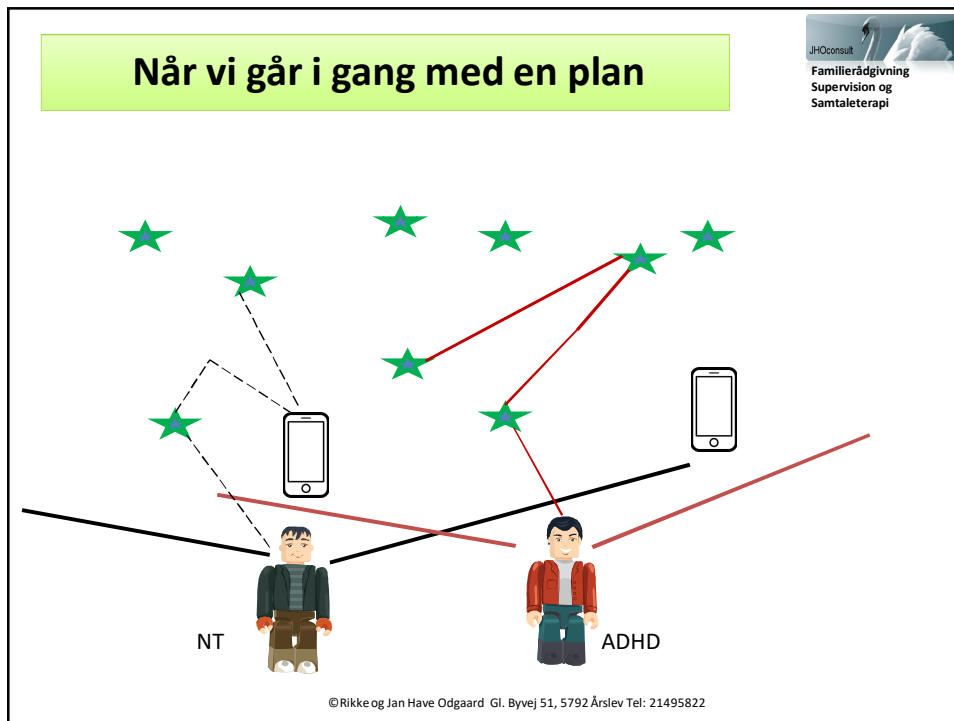 Når vi går i gang med en plan
JHOconsult
Familierådgivning
Supervision og
Samtaleterapi
NT
ADHD
©Rikke og Jan Have Odgaard Gl. Byvej 51, 5792 Årslev Tel: 21495822